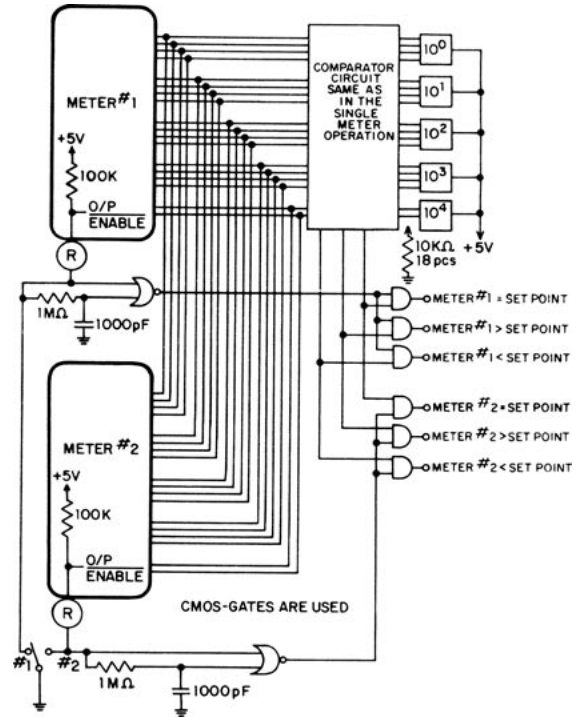 METER #1
+5V
100K
O/P
ENABLE
R
1MΩ
1000pF
COMPARATOR
CIRCUIT
SAME AS
IN THE
SINGLE
METER
OPERATION
10⁰
10¹
10²
10³
10⁴
+5V
10KΩ
18 pcs
METER #1 = SET POINT
METER #1 > SET POINT
METER #1 < SET POINT
METER #2 = SET POINT
METER #2 > SET POINT
METER #2 < SET POINT
METER #2
+5V
100K
O/P
ENABLE
R
CMOS-GATES ARE USED
#1
#2
1MΩ
1000pF